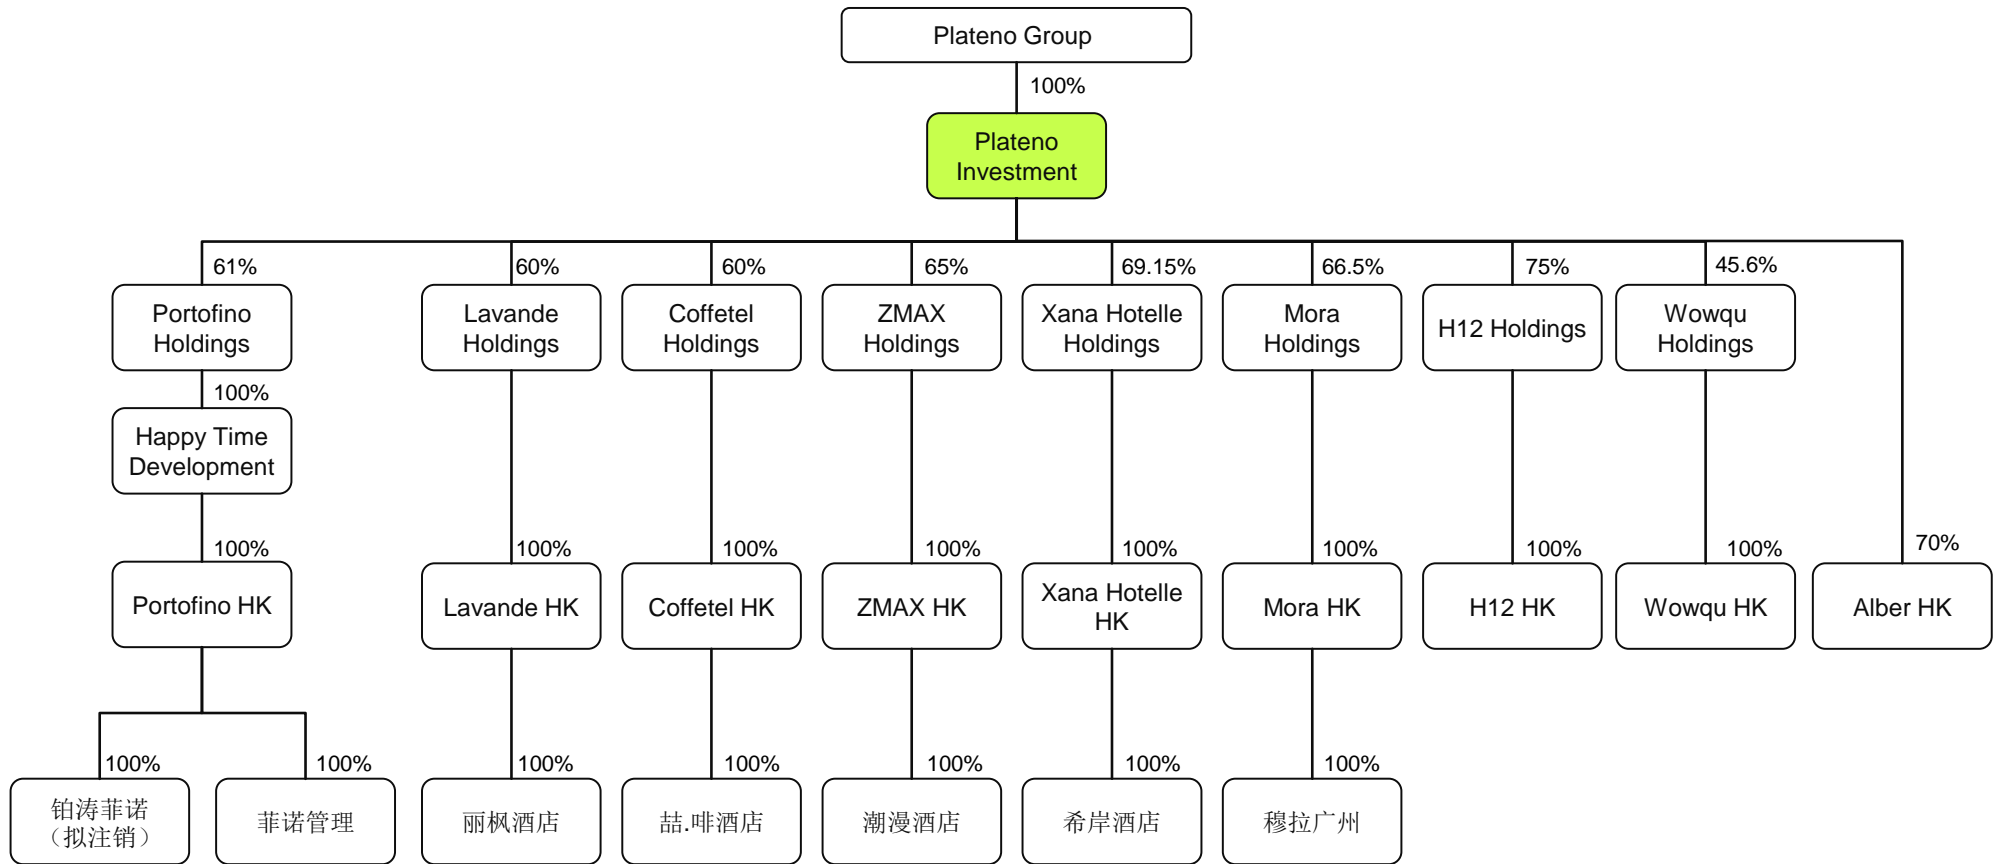 Plateno Group
100%
Plateno
Investment
61%
60%
60%
65%
69.15%
66.5%
75%
45.6%
Portofino
Holdings
Lavande
Holdings
Coffetel
Holdings
ZMAX
Holdings
Xana Hotelle
Holdings
Mora
Holdings
H12 Holdings
Wowqu
Holdings
100%
Happy Time
Development
100%
100%
100%
100%
100%
100%
100%
100%
70%
Portofino HK
Lavande HK
Coffetel HK
ZMAX HK
Xana Hotelle
HK
Mora HK
H12 HK
Wowqu HK
Alber HK
100%
100%
100%
100%
100%
100%
100%
铂涛菲诺
（拟注销）
菲诺管理
丽枫酒店
喆.啡酒店
潮漫酒店
希岸酒店
穆拉广州